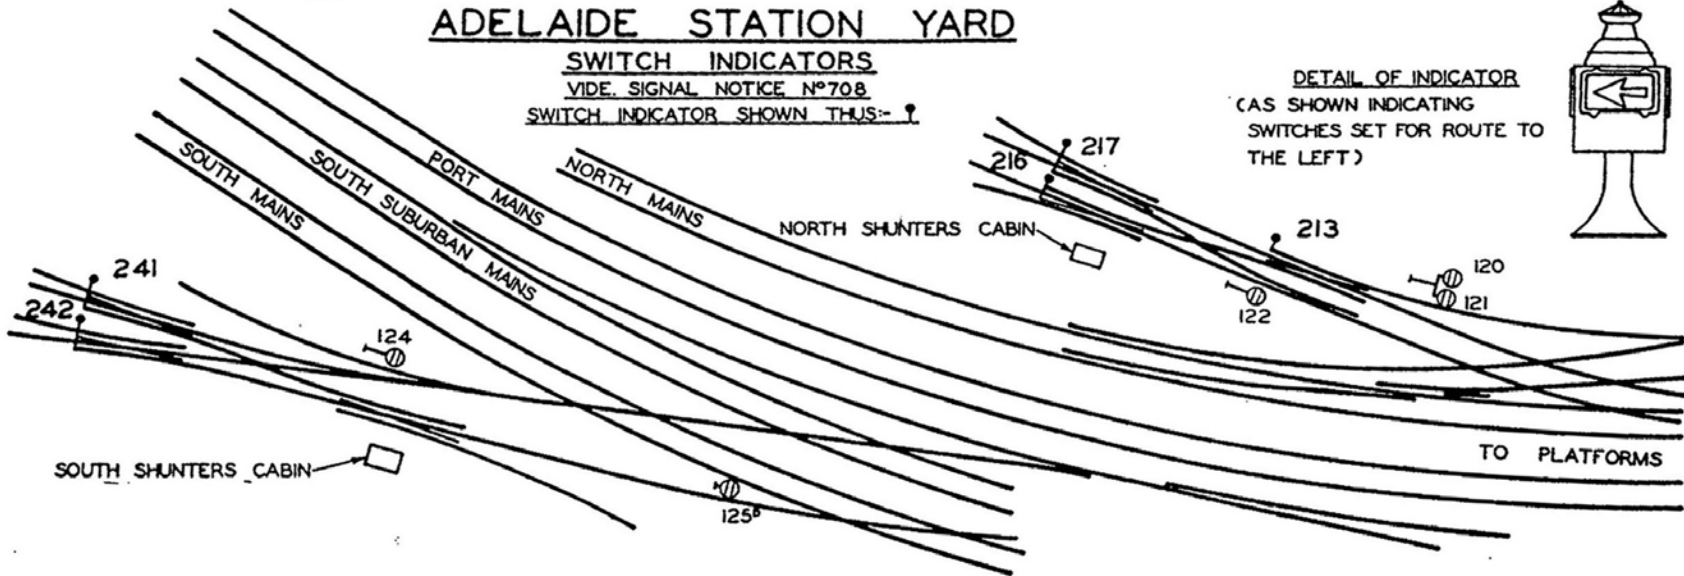 ADELAIDE STATION YARD
SWITCH INDICATORS
VIDE. SIGNAL NOTICE Nº708
SWITCH INDICATOR SHOWN THUS:-
DETAIL OF INDICATOR
(AS SHOWN INDICATING
SWITCHES SET FOR ROUTE TO
THE LEFT)
SOUTH MAINS
SOUTH SUBURBAN MAINS
PORT MAINS
NORTH MAINS
216
217
NORTH SHUNTERS CABIN
213
120
121
122
241
242
124
SOUTH SHUNTERS CABIN
125ᴮ
TO PLATFORMS